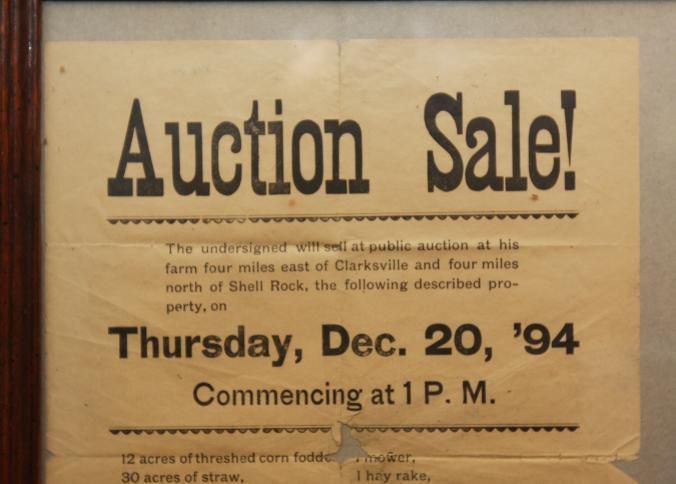 Auction Sale!
The undersigned will sell at public auction at his
farm four miles east of Clarksville and four miles
north of Shell Rock, the following described pro-
perty, on
Thursday, Dec. 20, '94
Commencing at 1 P. M.
12 acres of threshed corn
30 acres of straw,
mower,
1 hay rake,